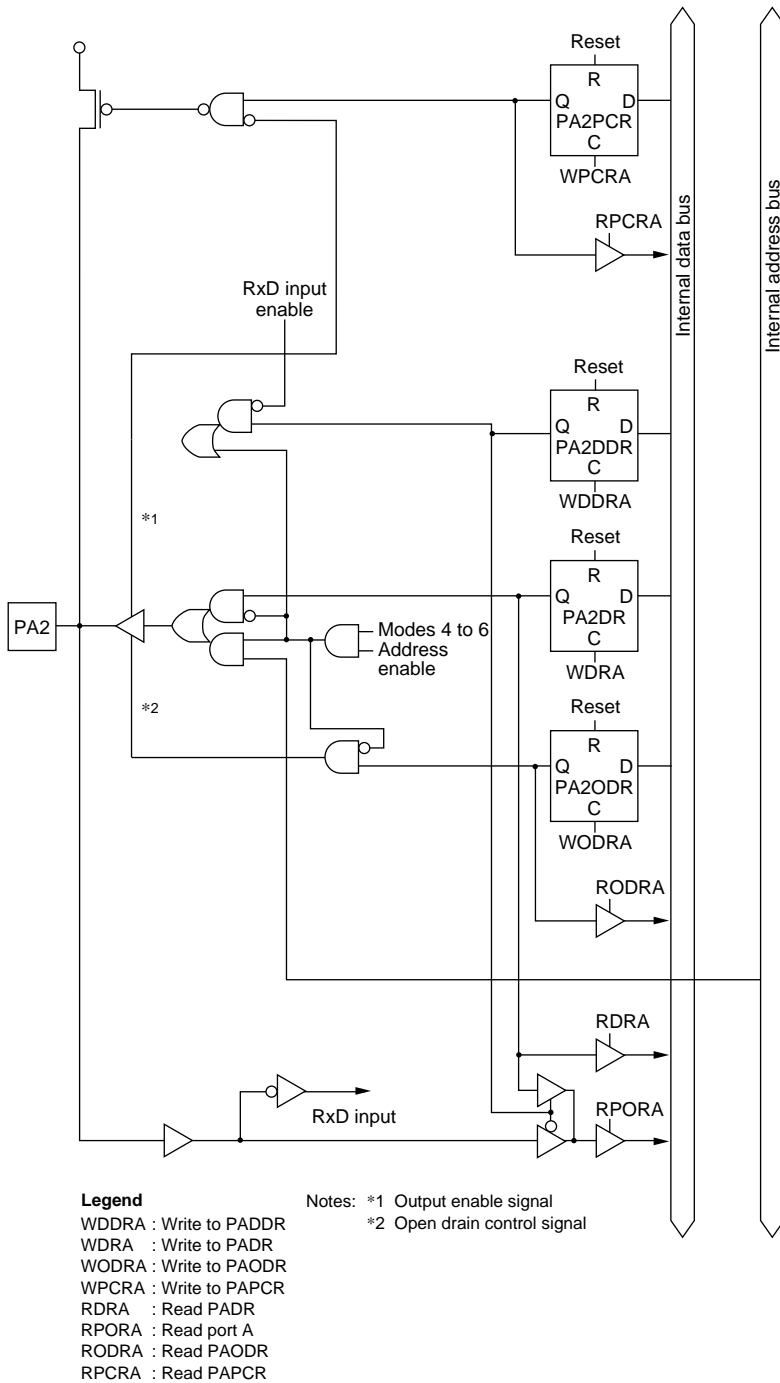 Reset
R
Q D
PA2PCR
C
WPCRA
RPCRA
Internal data bus
Internal address bus
RxD input
enable
Reset
R
Q D
PA2DDR
C
WDDRA
*1
Reset
R
Q D
PA2DR
C
WDRA
PA2
Modes 4 to 6
Address
enable
*2
Reset
R
Q D
PA2ODR
C
WODRA
RODRA
RDRA
RxD input
RPORA
Legend
WDDRA : Write to PADDR
WDRA : Write to PADR
WODRA : Write to PAODR
WPCRA : Write to PAPCR
RDRA : Read PADR
RPORA : Read port A
RODRA : Read PAODR
RPCRA : Read PAPCR
Notes: *1 Output enable signal
*2 Open drain control signal